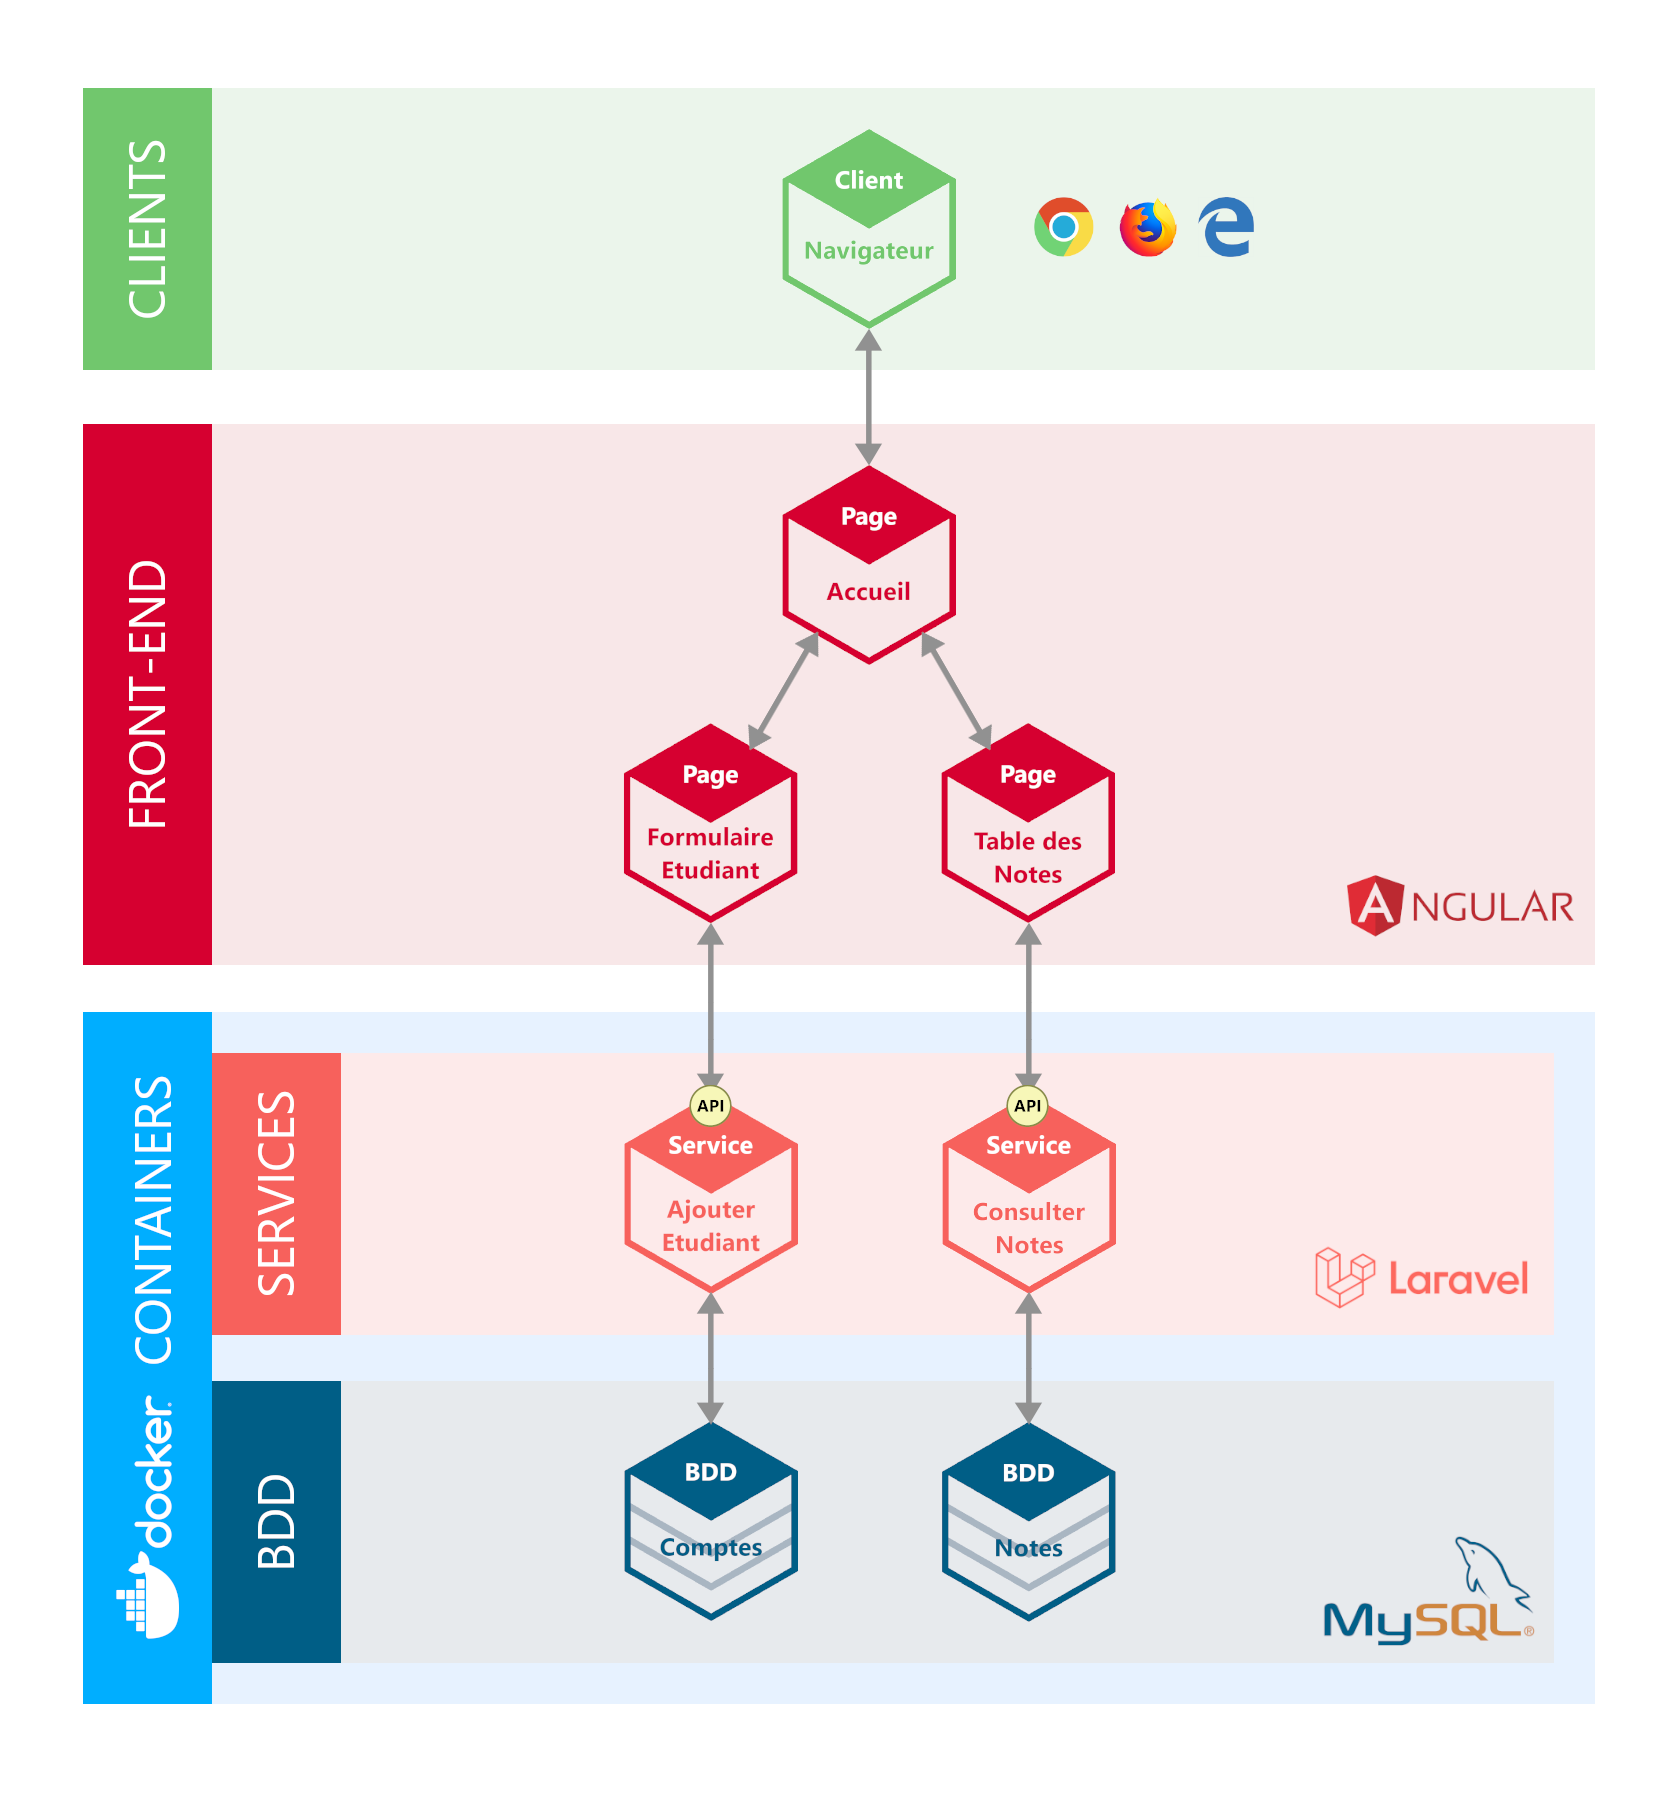 CLIENTS
Client
Navigateur
FRONT-END
Page
Accueil
Page
Formulaire
Etudiant
Page
Table des
Notes
ANGULAR
docker CONTAINERS
SERVICES
API
Service
Ajouter
Etudiant
API
Service
Consulter
Notes
Laravel
BDD
BDD
Comptes
BDD
Notes
MySQL®